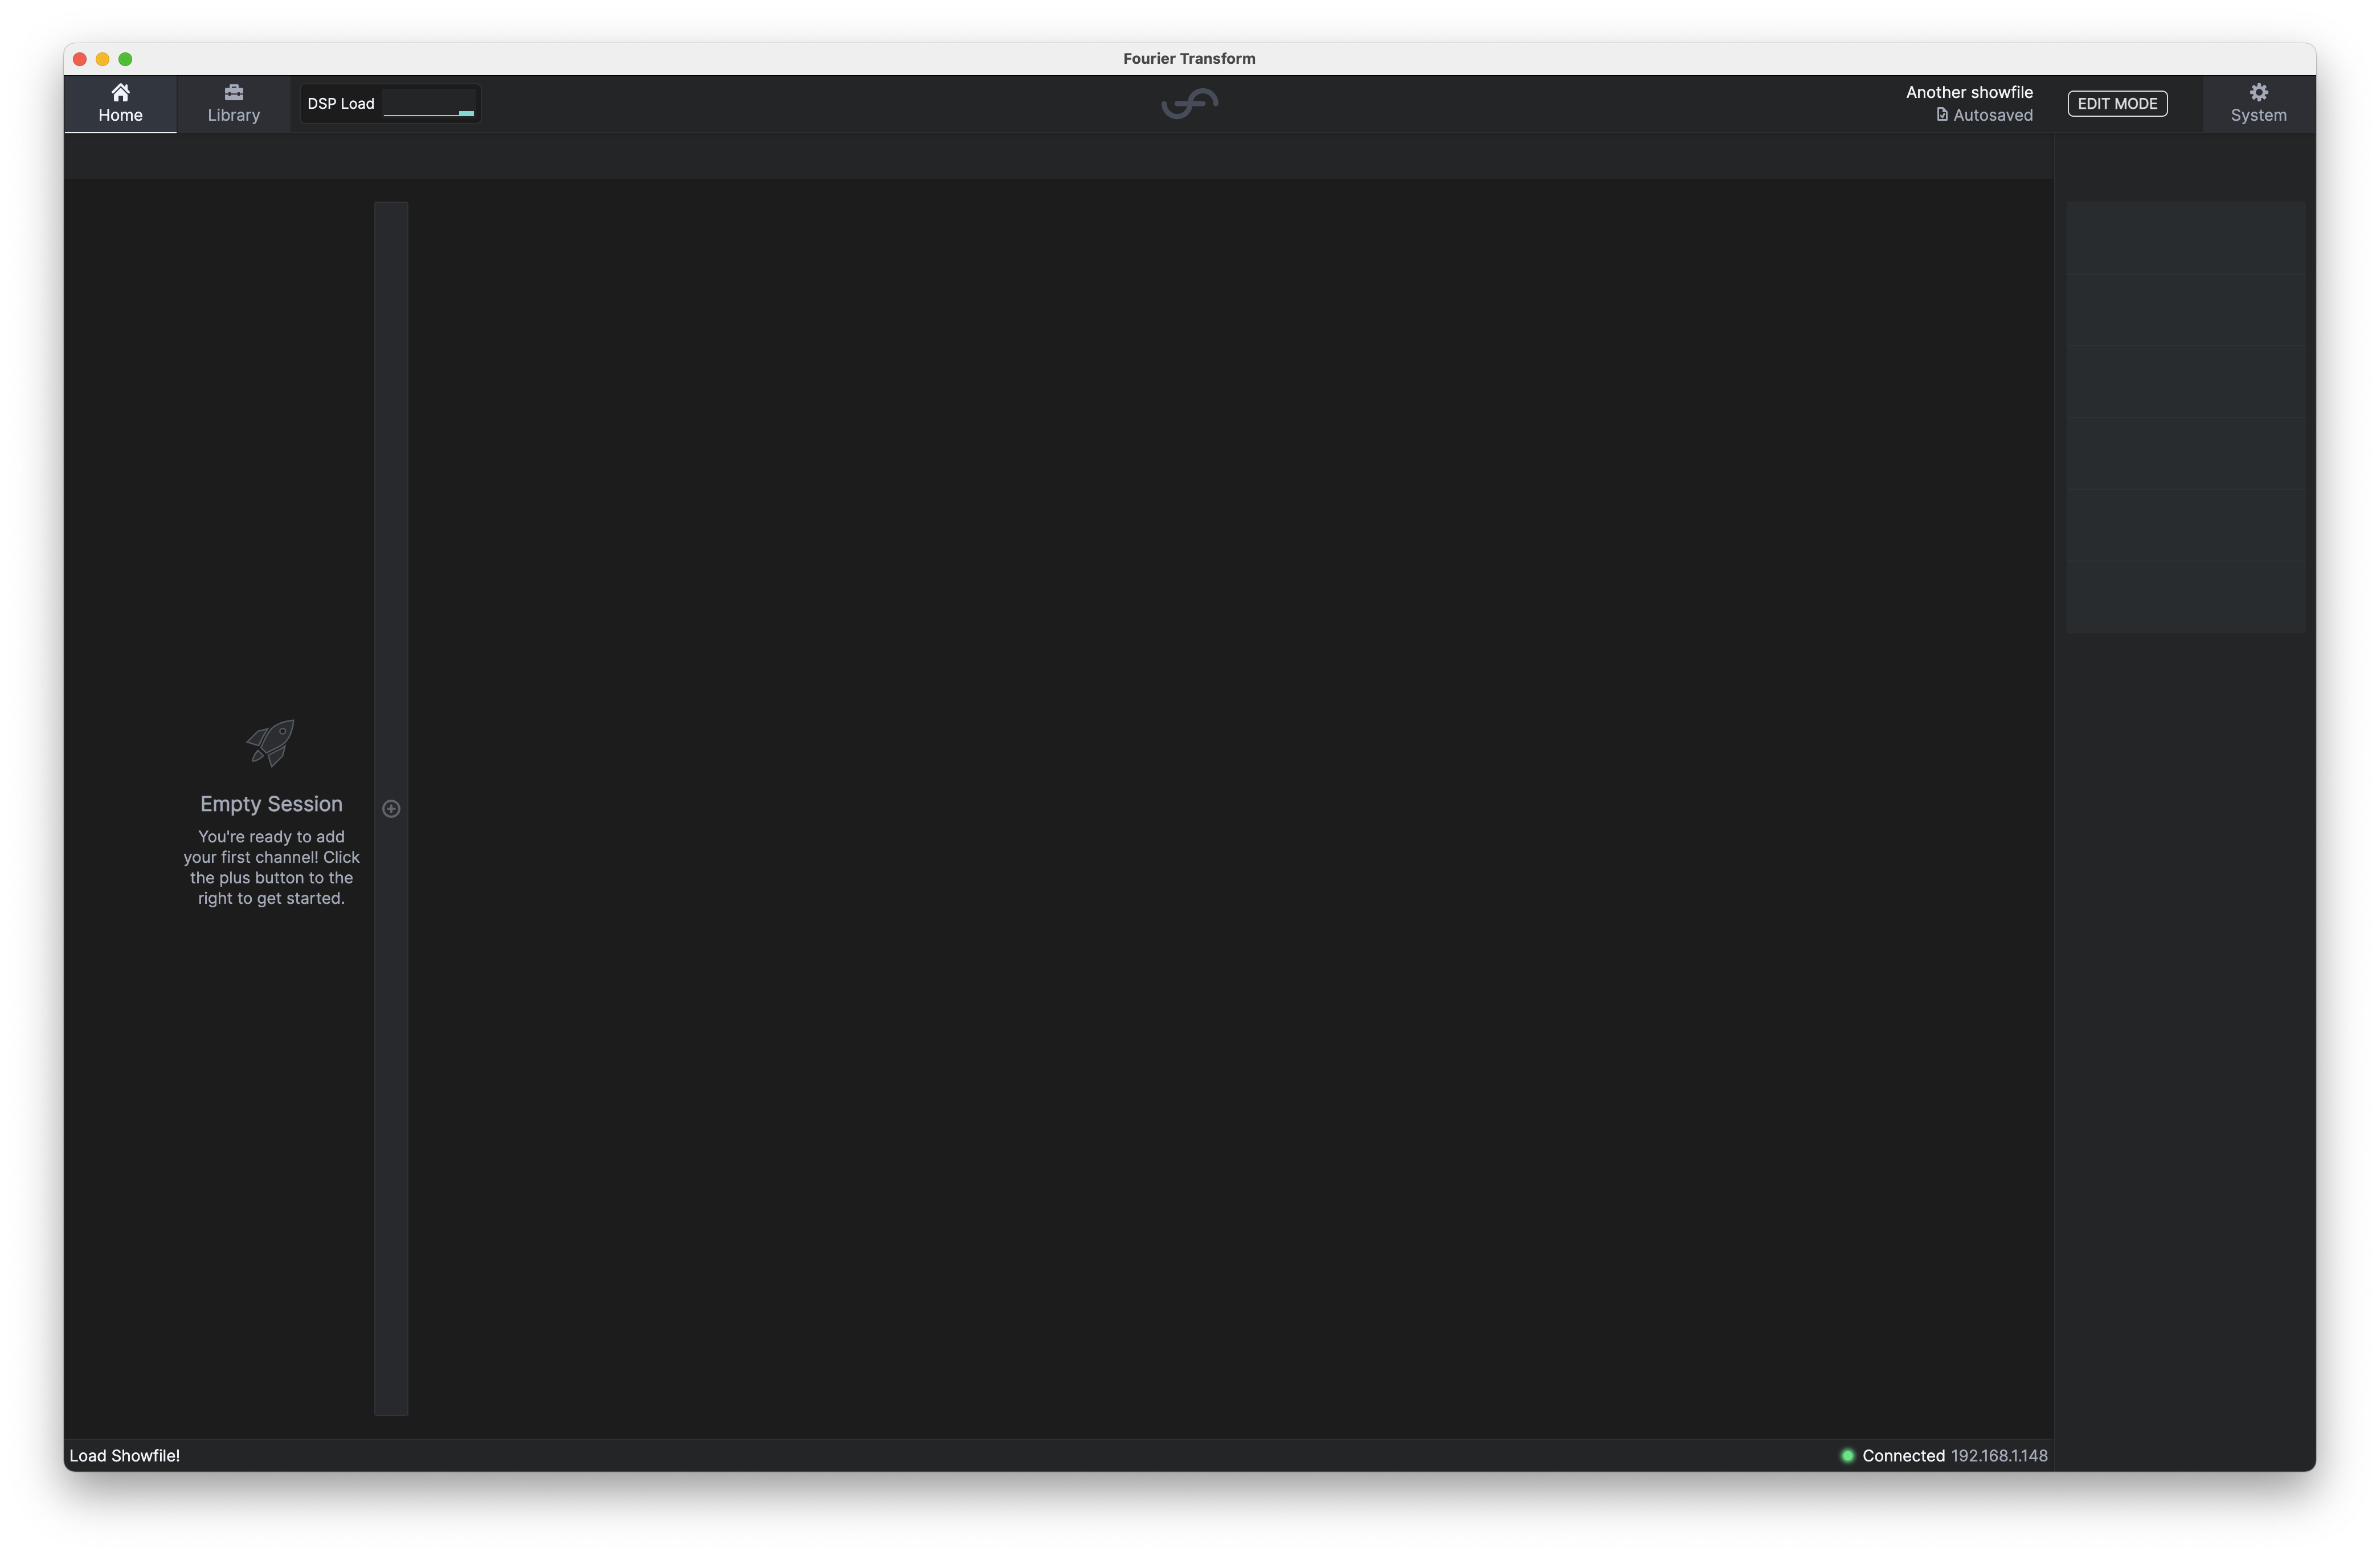 Fourier Transform
Home
Library
DSP Load
Another showfile
Autosaved
EDIT MODE
System
Empty Session
You're ready to add
your first channel! Click
the plus button to the
right to get started.
Load Showfile!
Connected 192.168.1.148